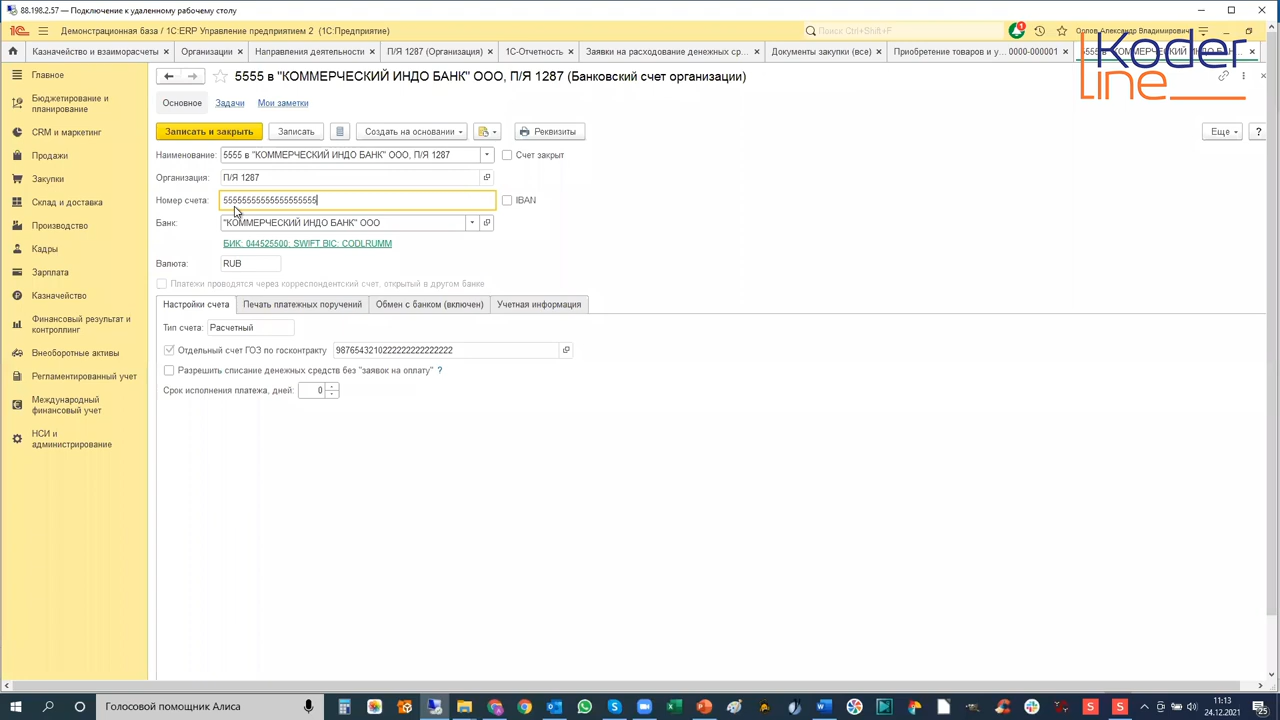 88.198.2.57 — Подключение к удаленному рабочему столу
Демонстрационная база / 1С:ERP Управление предприятием 2 (1С:Предприятие)
Поиск Ctrl+Shift+F
Орлов Александр Владимирович
Казначейство и взаиморасчеты
Организации
Направления деятельности
П/Я 1287 (Организация)
1С-Отчетность
Заявки на расходование денежных ср...
Документы закупки (все)
Приобретение товаров и у... 0000-000001
Koder
line
5555 в "КОММЕРЧЕСКИЙ ИНДО БАНК" ООО, П/Я 1287 (Банковский счет организации)
Основное
Задачи
Мои заметки
Записать и закрыть
Записать
Создать на основании
Реквизиты
Еще
?
Наименование:
5555 в "КОММЕРЧЕСКИЙ ИНДО БАНК" ООО, П/Я 1287
Счет закрыт
Организация:
П/Я 1287
Номер счета:
55555555555555555555
IBAN
Банк:
"КОММЕРЧЕСКИЙ ИНДО БАНК" ООО
БИК: 044525500; SWIFT BIC: CODLRUMM
Валюта:
RUB
Платежи проводятся через корреспондентский счет, открытый в другом банке
Настройки счета
Печать платежных поручений
Обмен с банком (включен)
Учетная информация
Тип счета:
Расчетный
Отдельный счет ГОЗ по госконтракту
9876543210222222222222222
Разрешить списание денежных средств без "заявок на оплату" ?
Срок исполнения платежа, дней:
0
Главное
Бюджетирование и
планирование
CRM и маркетинг
Продажи
Закупки
Склад и доставка
Производство
Кадры
Зарплата
Казначейство
Финансовый результат и
контроллинг
Внеоборотные активы
Регламентированный учет
Международный
финансовый учет
НСИ и
администрирование
Голосовой помощник Алиса
11:13
24.12.2021